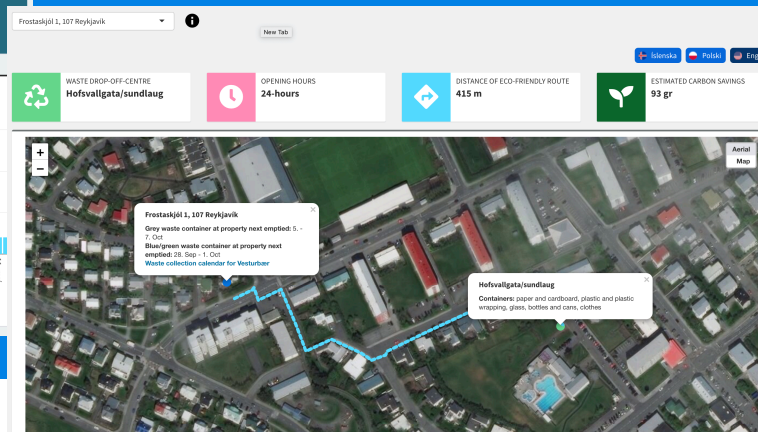 Frostaskjól 1, 107 Reykjavik
New Tab
Íslenska
Polski
Eng
WASTE DROP-OFF-CENTRE
Hofsvallgata/sundlaug
OPENING HOURS
24-hours
DISTANCE OF ECO-FRIENDLY ROUTE
415 m
ESTIMATED CARBON SAVINGS
93 gr
+
−
Aerial
Map
Frostaskjól 1, 107 Reykjavik
Grey waste container at property next emptied: 5. -
7. Oct
Blue/green waste container at property next
emptied: 28. Sep - 1. Oct
Waste collection calendar for Vesturbær
Hofsvallgata/sundlaug
Containers: paper and cardboard, plastic and plastic
wrapping, glass, bottles and cans, clothes